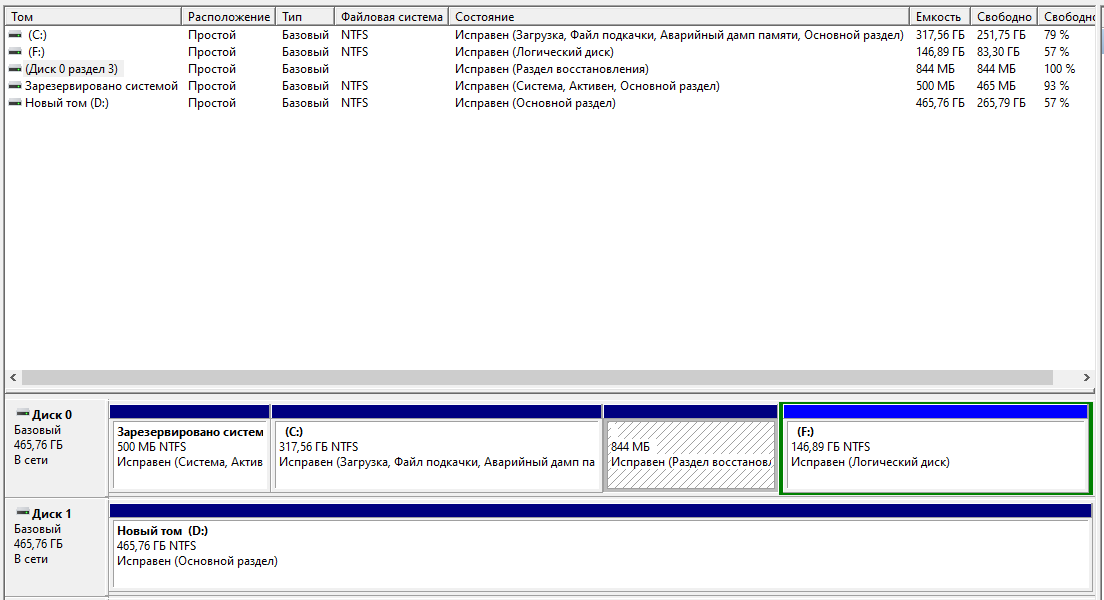 Том Расположение Тип Файловая система Состояние Емкость Свободно Свободно
(C:) Простой Базовый NTFS Исправен (Загрузка, Файл подкачки, Аварийный дамп памяти, Основной раздел) 317,56 ГБ 251,75 ГБ 79 %
(F:) Простой Базовый NTFS Исправен (Логический диск) 146,89 ГБ 83,30 ГБ 57 %
(Диск 0 раздел 3) Простой Базовый Исправен (Раздел восстановления) 844 МБ 844 МБ 100 %
Зарезервировано системой Простой Базовый NTFS Исправен (Система, Активен, Основной раздел) 500 МБ 465 МБ 93 %
Новый том (D:) Простой Базовый NTFS Исправен (Основной раздел) 465,76 ГБ 265,79 ГБ 57 %
Диск 0
Базовый
465,76 ГБ
В сети
Зарезервировано систем
500 МБ NTFS
Исправен (Система, Актив
(C:)
317,56 ГБ NTFS
Исправен (Загрузка, Файл подкачки, Аварийный дамп па
844 МБ
Исправен (Раздел восстановл
(F:)
146,89 ГБ NTFS
Исправен (Логический диск)
Диск 1
Базовый
465,76 ГБ
В сети
Новый том (D:)
465,76 ГБ NTFS
Исправен (Основной раздел)